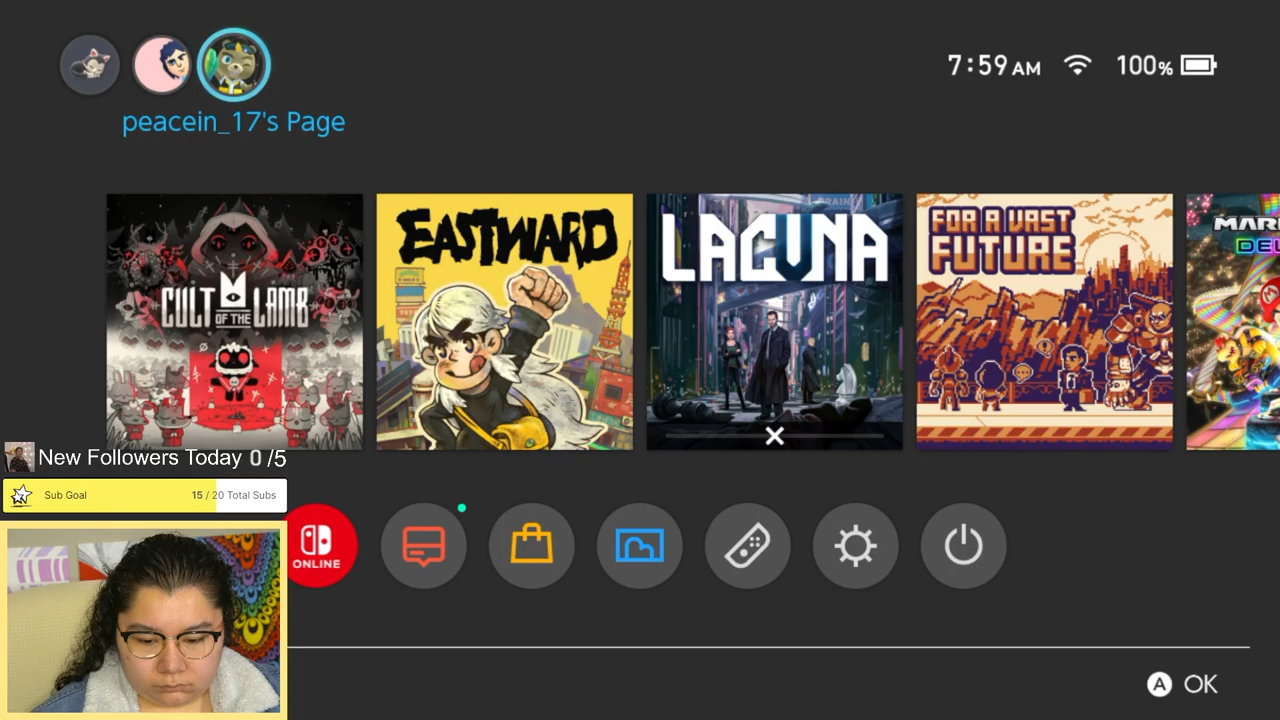 7:59 AM
100%
peacein_17's Page
CULT
OF THE
LAMB
EASTWARD
LACUNA
FOR A VAST
FUTURE
New Followers Today 0 /5
Sub Goal
15 / 20 Total Subs
ONLINE
A OK